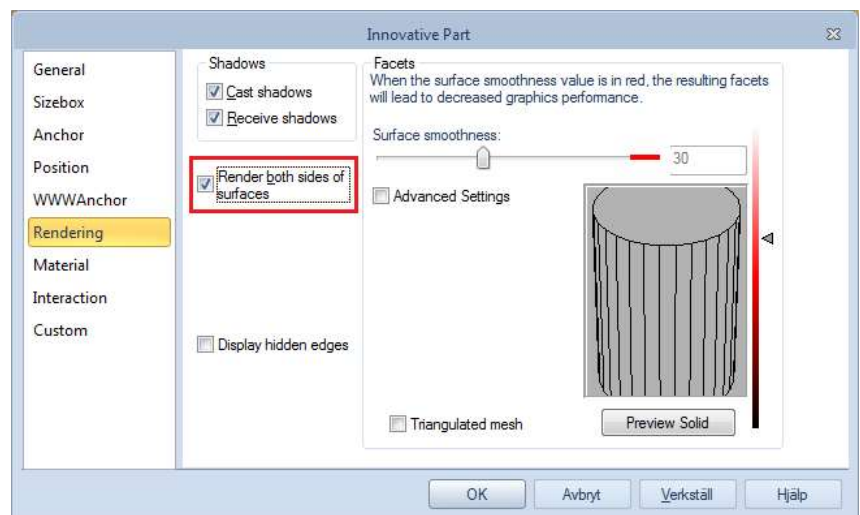 Innovative Part
General
Sizebox
Anchor
Position
WWWAnchor
Rendering
Material
Interaction
Custom
Shadows
Cast shadows
Receive shadows
Render both sides of
surfaces
Display hidden edges
Facets
When the surface smoothness value is in red, the resulting facets
will lead to decreased graphics performance.
Surface smoothness:
30
Advanced Settings
Triangulated mesh
Preview Solid
OK
Avbryt
Verkställ
Hjälp